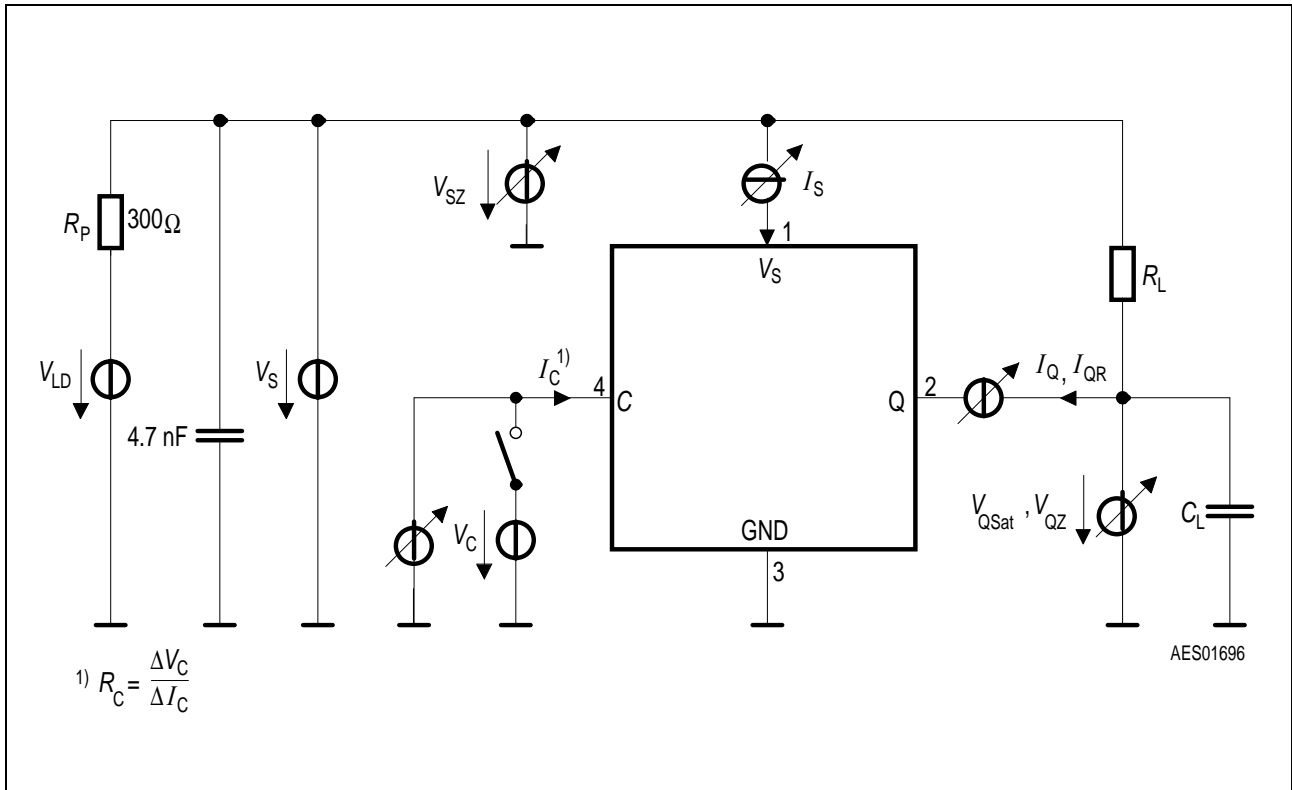 V_SZ
I_S
1
R_P
300Ω
V_S
R_L
V_LD
V_S
I_C 1)
4
C
Q
2
I_Q, I_QR
4.7 nF
V_C
GND
V_QSat , V_QZ
C_L
3
AES01696
1) R_C = ΔV_C / ΔI_C